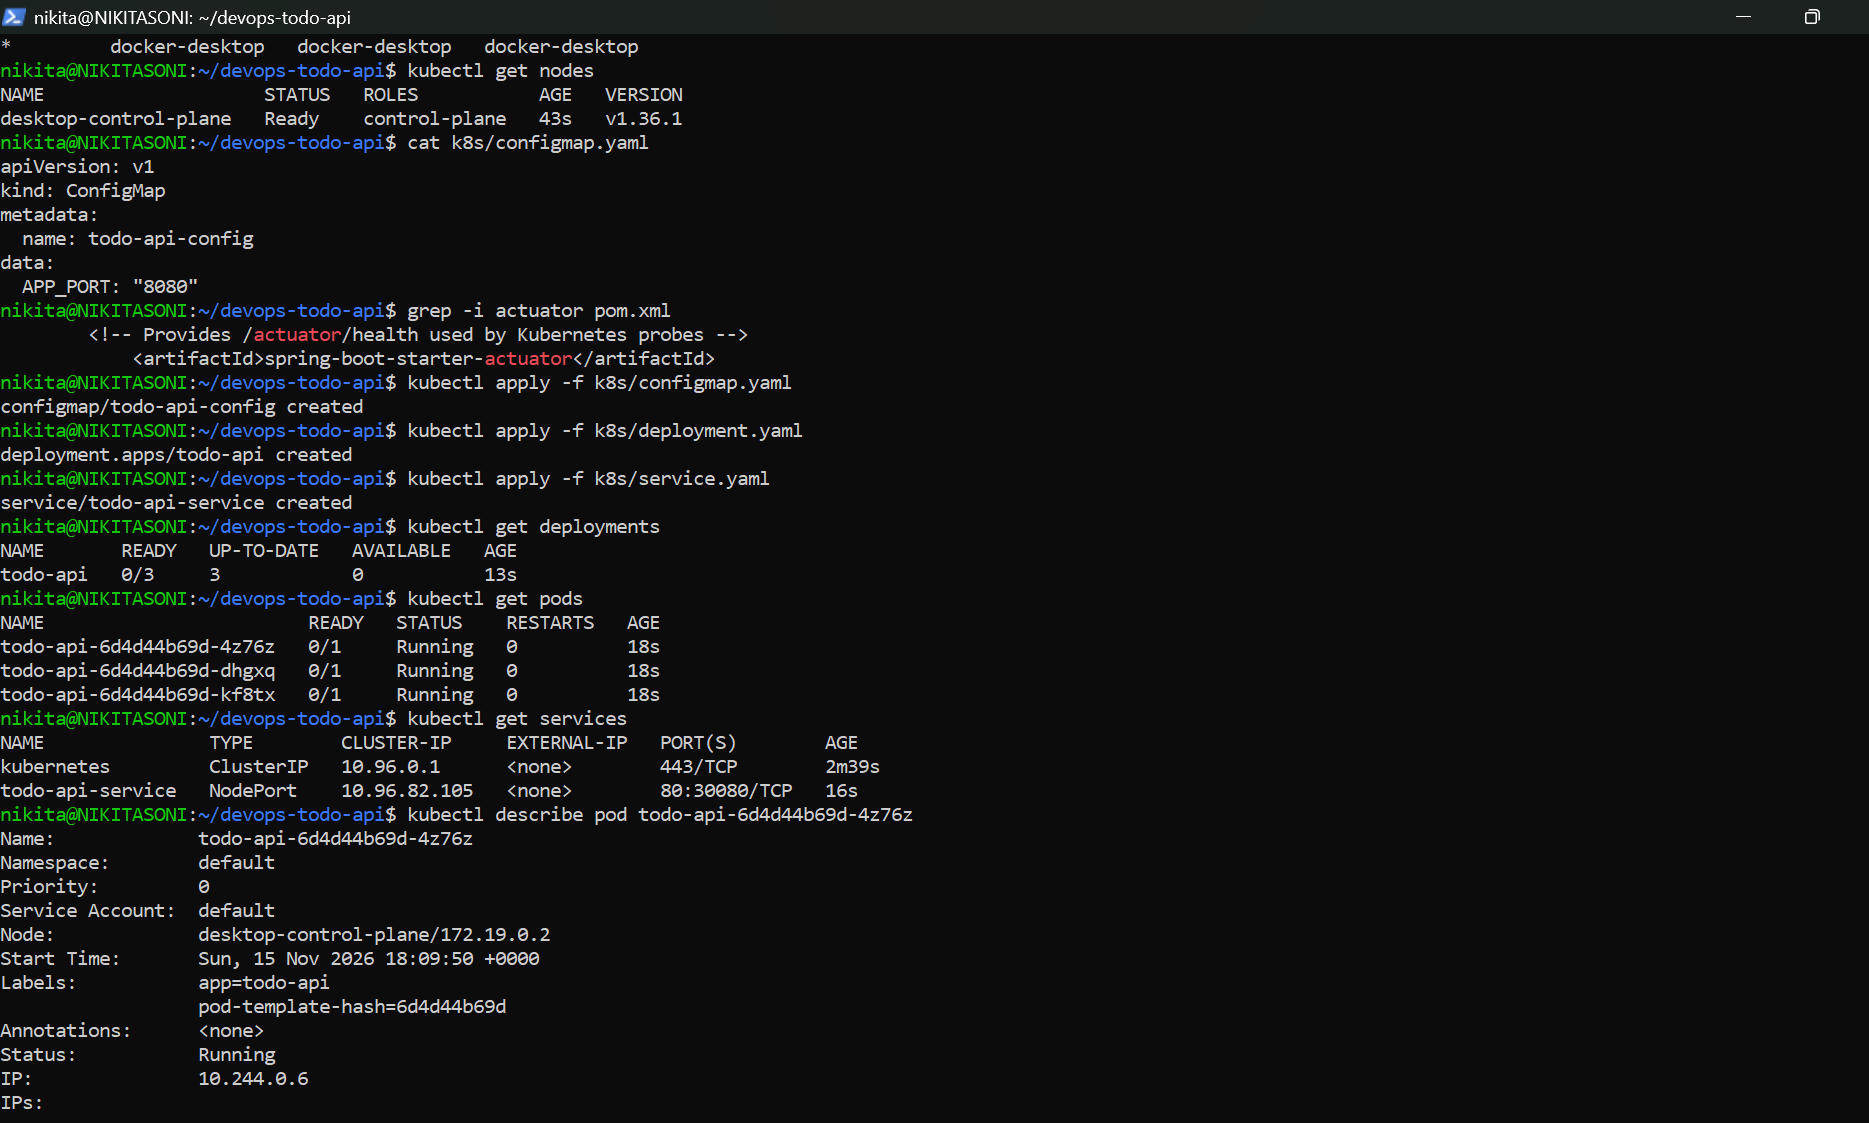 nikita@NIKITASONI: ~/devops-todo-api
*         docker-desktop   docker-desktop   docker-desktop
nikita@NIKITASONI:~/devops-todo-api$ kubectl get nodes
NAME                    STATUS   ROLES           AGE   VERSION
desktop-control-plane   Ready    control-plane   43s   v1.36.1
nikita@NIKITASONI:~/devops-todo-api$ cat k8s/configmap.yaml
apiVersion: v1
kind: ConfigMap
metadata:
  name: todo-api-config
data:
  APP_PORT: "8080"
nikita@NIKITASONI:~/devops-todo-api$ grep -i actuator pom.xml
        <!-- Provides /actuator/health used by Kubernetes probes -->
            <artifactId>spring-boot-starter-actuator</artifactId>
nikita@NIKITASONI:~/devops-todo-api$ kubectl apply -f k8s/configmap.yaml
configmap/todo-api-config created
nikita@NIKITASONI:~/devops-todo-api$ kubectl apply -f k8s/deployment.yaml
deployment.apps/todo-api created
nikita@NIKITASONI:~/devops-todo-api$ kubectl apply -f k8s/service.yaml
service/todo-api-service created
nikita@NIKITASONI:~/devops-todo-api$ kubectl get deployments
NAME       READY   UP-TO-DATE   AVAILABLE   AGE
todo-api   0/3     3            0           13s
nikita@NIKITASONI:~/devops-todo-api$ kubectl get pods
NAME                        READY   STATUS    RESTARTS   AGE
todo-api-6d4d44b69d-4z76z   0/1     Running   0          18s
todo-api-6d4d44b69d-dhgxq   0/1     Running   0          18s
todo-api-6d4d44b69d-kf8tx   0/1     Running   0          18s
nikita@NIKITASONI:~/devops-todo-api$ kubectl get services
NAME               TYPE        CLUSTER-IP     EXTERNAL-IP   PORT(S)        AGE
kubernetes         ClusterIP   10.96.0.1      <none>        443/TCP        2m39s
todo-api-service   NodePort    10.96.82.105   <none>        80:30080/TCP   16s
nikita@NIKITASONI:~/devops-todo-api$ kubectl describe pod todo-api-6d4d44b69d-4z76z
Name:             todo-api-6d4d44b69d-4z76z
Namespace:        default
Priority:         0
Service Account:  default
Node:             desktop-control-plane/172.19.0.2
Start Time:       Sun, 15 Nov 2026 18:09:50 +0000
Labels:           app=todo-api
                  pod-template-hash=6d4d44b69d
Annotations:      <none>
Status:           Running
IP:               10.244.0.6
IPs: